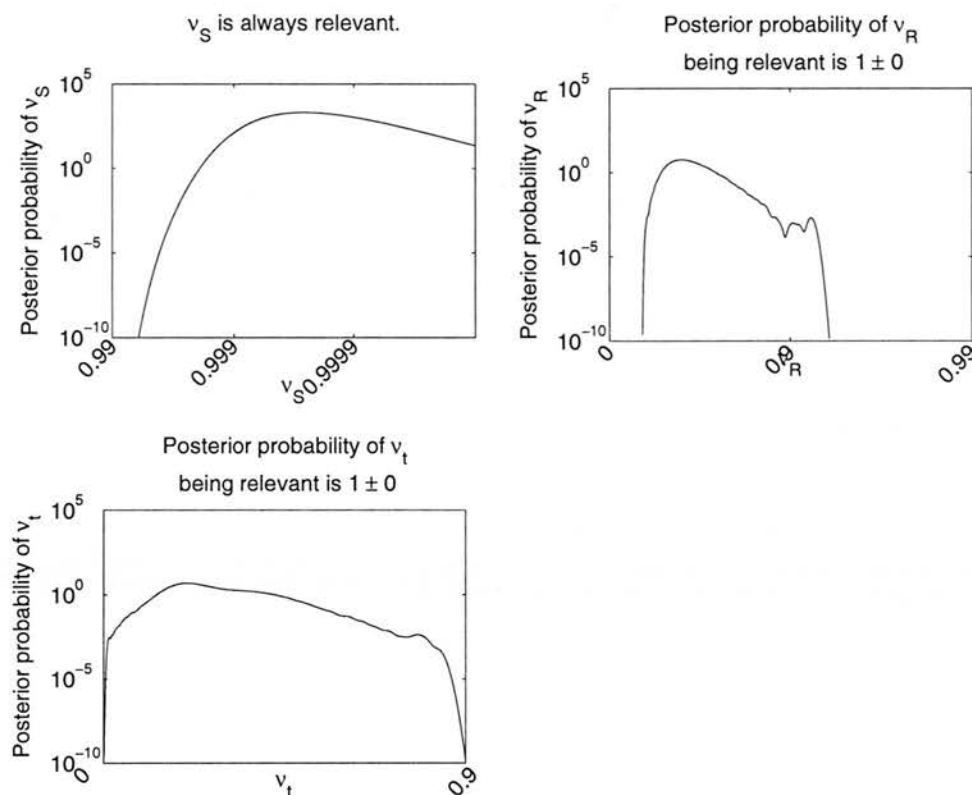 ν_S is always relevant.
Posterior probability of ν_S
10^5
10^0
10^-5
10^-10
0.99
0.999
0.9999
ν_S
Posterior probability of ν_R
being relevant is 1 ± 0
Posterior probability of ν_R
10^5
10^0
10^-5
10^-10
0
0.9
0.99
ν_R
Posterior probability of ν_t
being relevant is 1 ± 0
Posterior probability of ν_t
10^5
10^0
10^-5
10^-10
0
0.9
ν_t